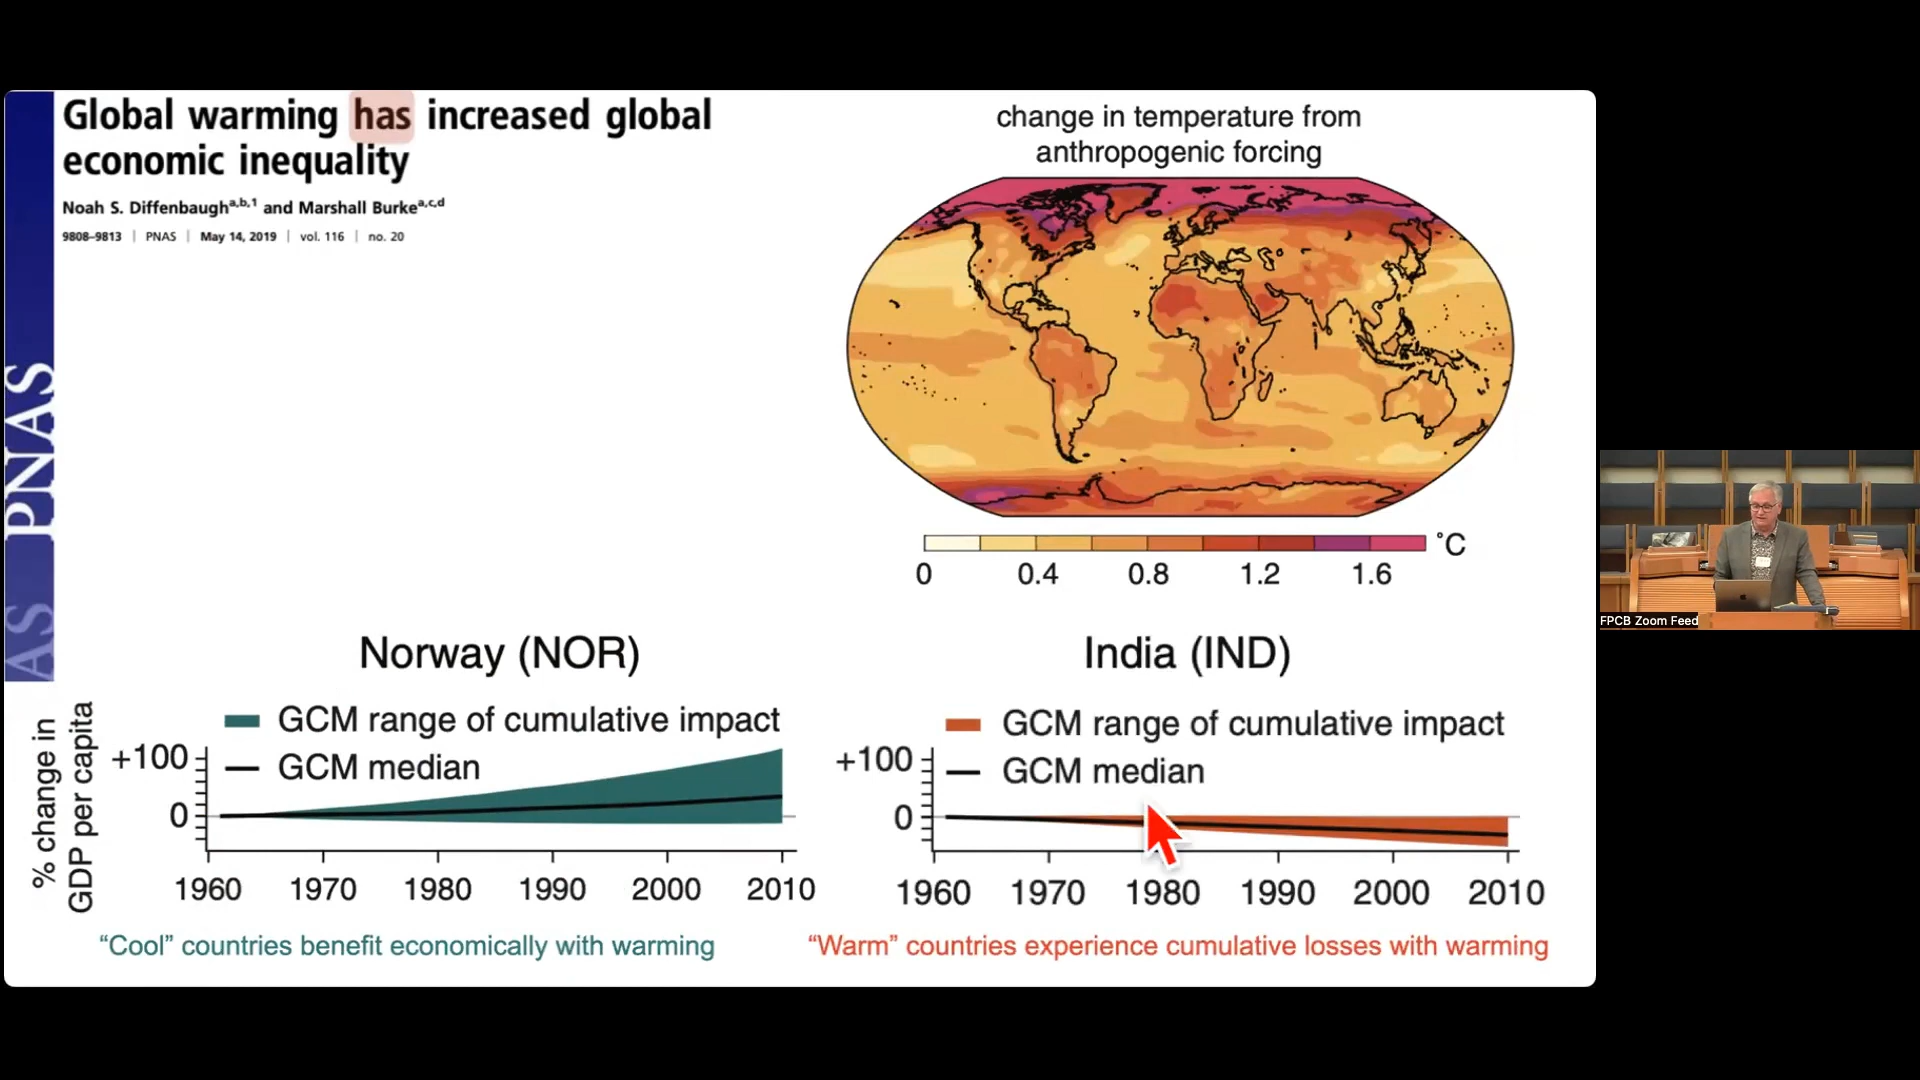 Global warming has increased global
economic inequality
Noah S. Diffenbaugha,b,1 and Marshall Burkea,c,d
9808–9813 | PNAS | May 14, 2019 | vol. 116 | no. 20
PNAS
AS
change in temperature from
anthropogenic forcing
°C
0 0.4 0.8 1.2 1.6
Norway (NOR)
% change in
GDP per capita
GCM range of cumulative impact
GCM median
+100
0
1960 1970 1980 1990 2000 2010
“Cool” countries benefit economically with warming
India (IND)
GCM range of cumulative impact
GCM median
+100
0
1960 1970 1980 1990 2000 2010
“Warm” countries experience cumulative losses with warming
FPCB Zoom Feed